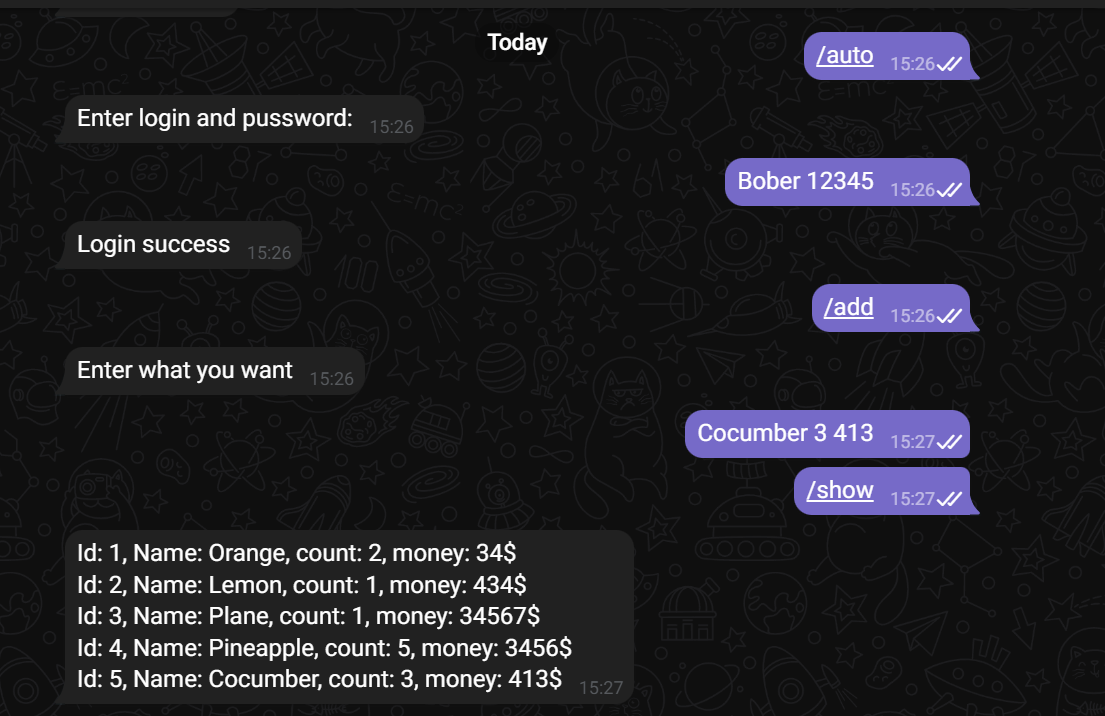 Today
/auto 15:26
Enter login and pussword: 15:26
Bober 12345 15:26
Login success 15:26
/add 15:26
Enter what you want 15:26
Cocumber 3 413 15:27
/show 15:27
Id: 1, Name: Orange, count: 2, money: 34$
Id: 2, Name: Lemon, count: 1, money: 434$
Id: 3, Name: Plane, count: 1, money: 34567$
Id: 4, Name: Pineapple, count: 5, money: 3456$
Id: 5, Name: Cocumber, count: 3, money: 413$ 15:27